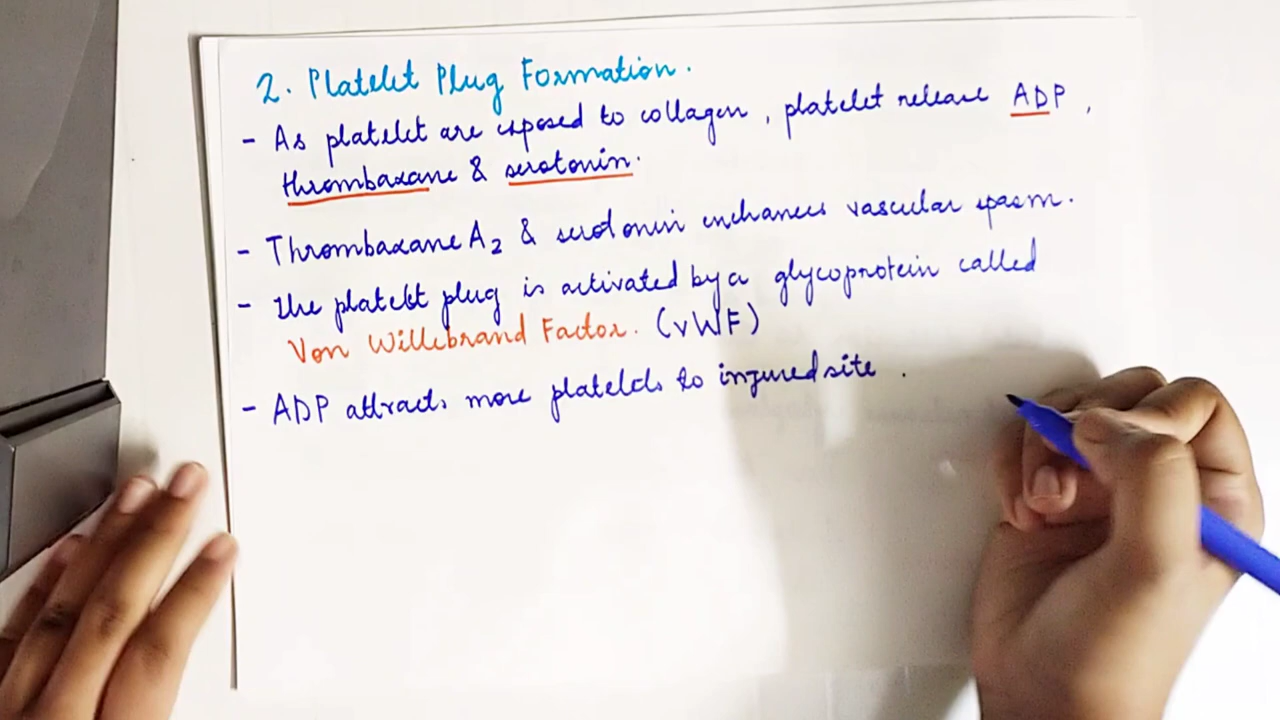 2. Platelet Plug Formation.
- As platelet are exposed to collagen, platelet release ADP,
thrombaxane & serotonin.
- Thrombaxane A2 & serotonin enchances vascular spasm.
- the platelet plug is activated by a glycoprotein called
Von Willebrand Factor. (vWF)
- ADP attracts more platelets to injured site.